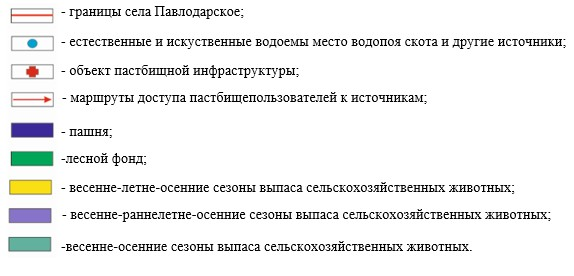 - границы села Павлодарское;
- естественные и искуственные водоемы место водопоя скота и другие источники;
- объект пастбищной инфраструктуры;
- маршруты доступа пастбищепользователей к источникам;
- пашня;
-лесной фонд;
- весенне-летне-осенние сезоны выпаса сельскохозяйственных животных;
- весенне-раннелетне-осенние сезоны выпаса сельскохозяйственных животных;
-весенне-осенние сезоны выпаса сельскохозяйственных животных.